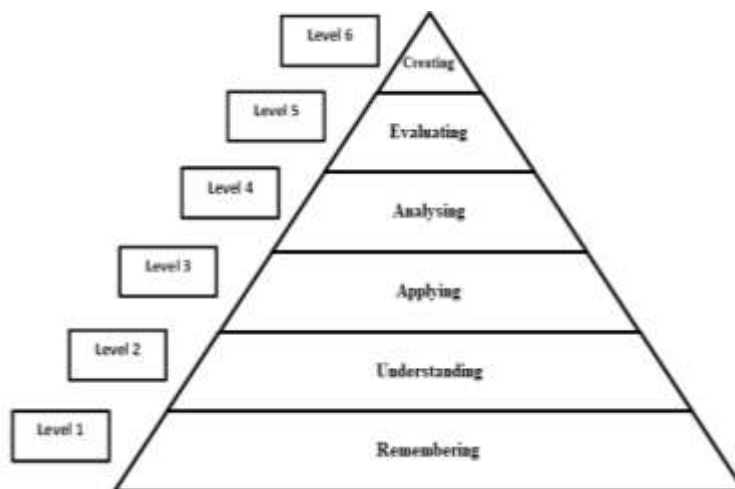 Level 6
Creating
Level 5
Evaluating
Level 4
Analysing
Level 3
Applying
Level 2
Understanding
Level 1
Remembering